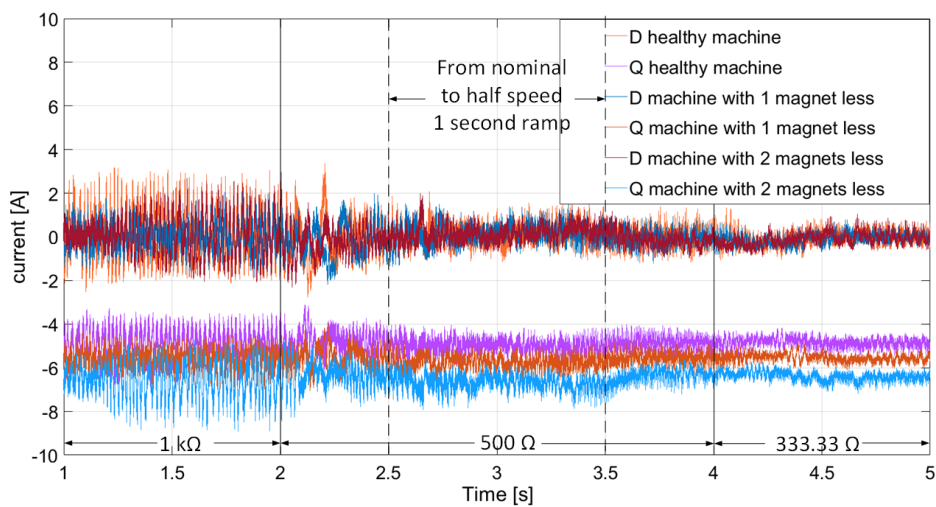 10
8
6
4
2
0
-2
-4
-6
-8
-10
current [A]
D healthy machine
Q healthy machine
D machine with 1 magnet less
Q machine with 1 magnet less
D machine with 2 magnets less
Q machine with 2 magnets less
From nominal
to half speed
1 second ramp
1 kΩ
500 Ω
333.33 Ω
1
1.5
2
2.5
3
3.5
4
4.5
5
Time [s]